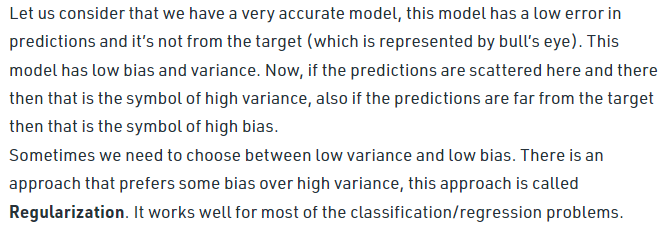 Let us consider that we have a very accurate model, this model has a low error in
predictions and it’s not from the target (which is represented by bull’s eye). This
model has low bias and variance. Now, if the predictions are scattered here and there
then that is the symbol of high variance, also if the predictions are far from the target
then that is the symbol of high bias.
Sometimes we need to choose between low variance and low bias. There is an
approach that prefers some bias over high variance, this approach is called
Regularization. It works well for most of the classification/regression problems.